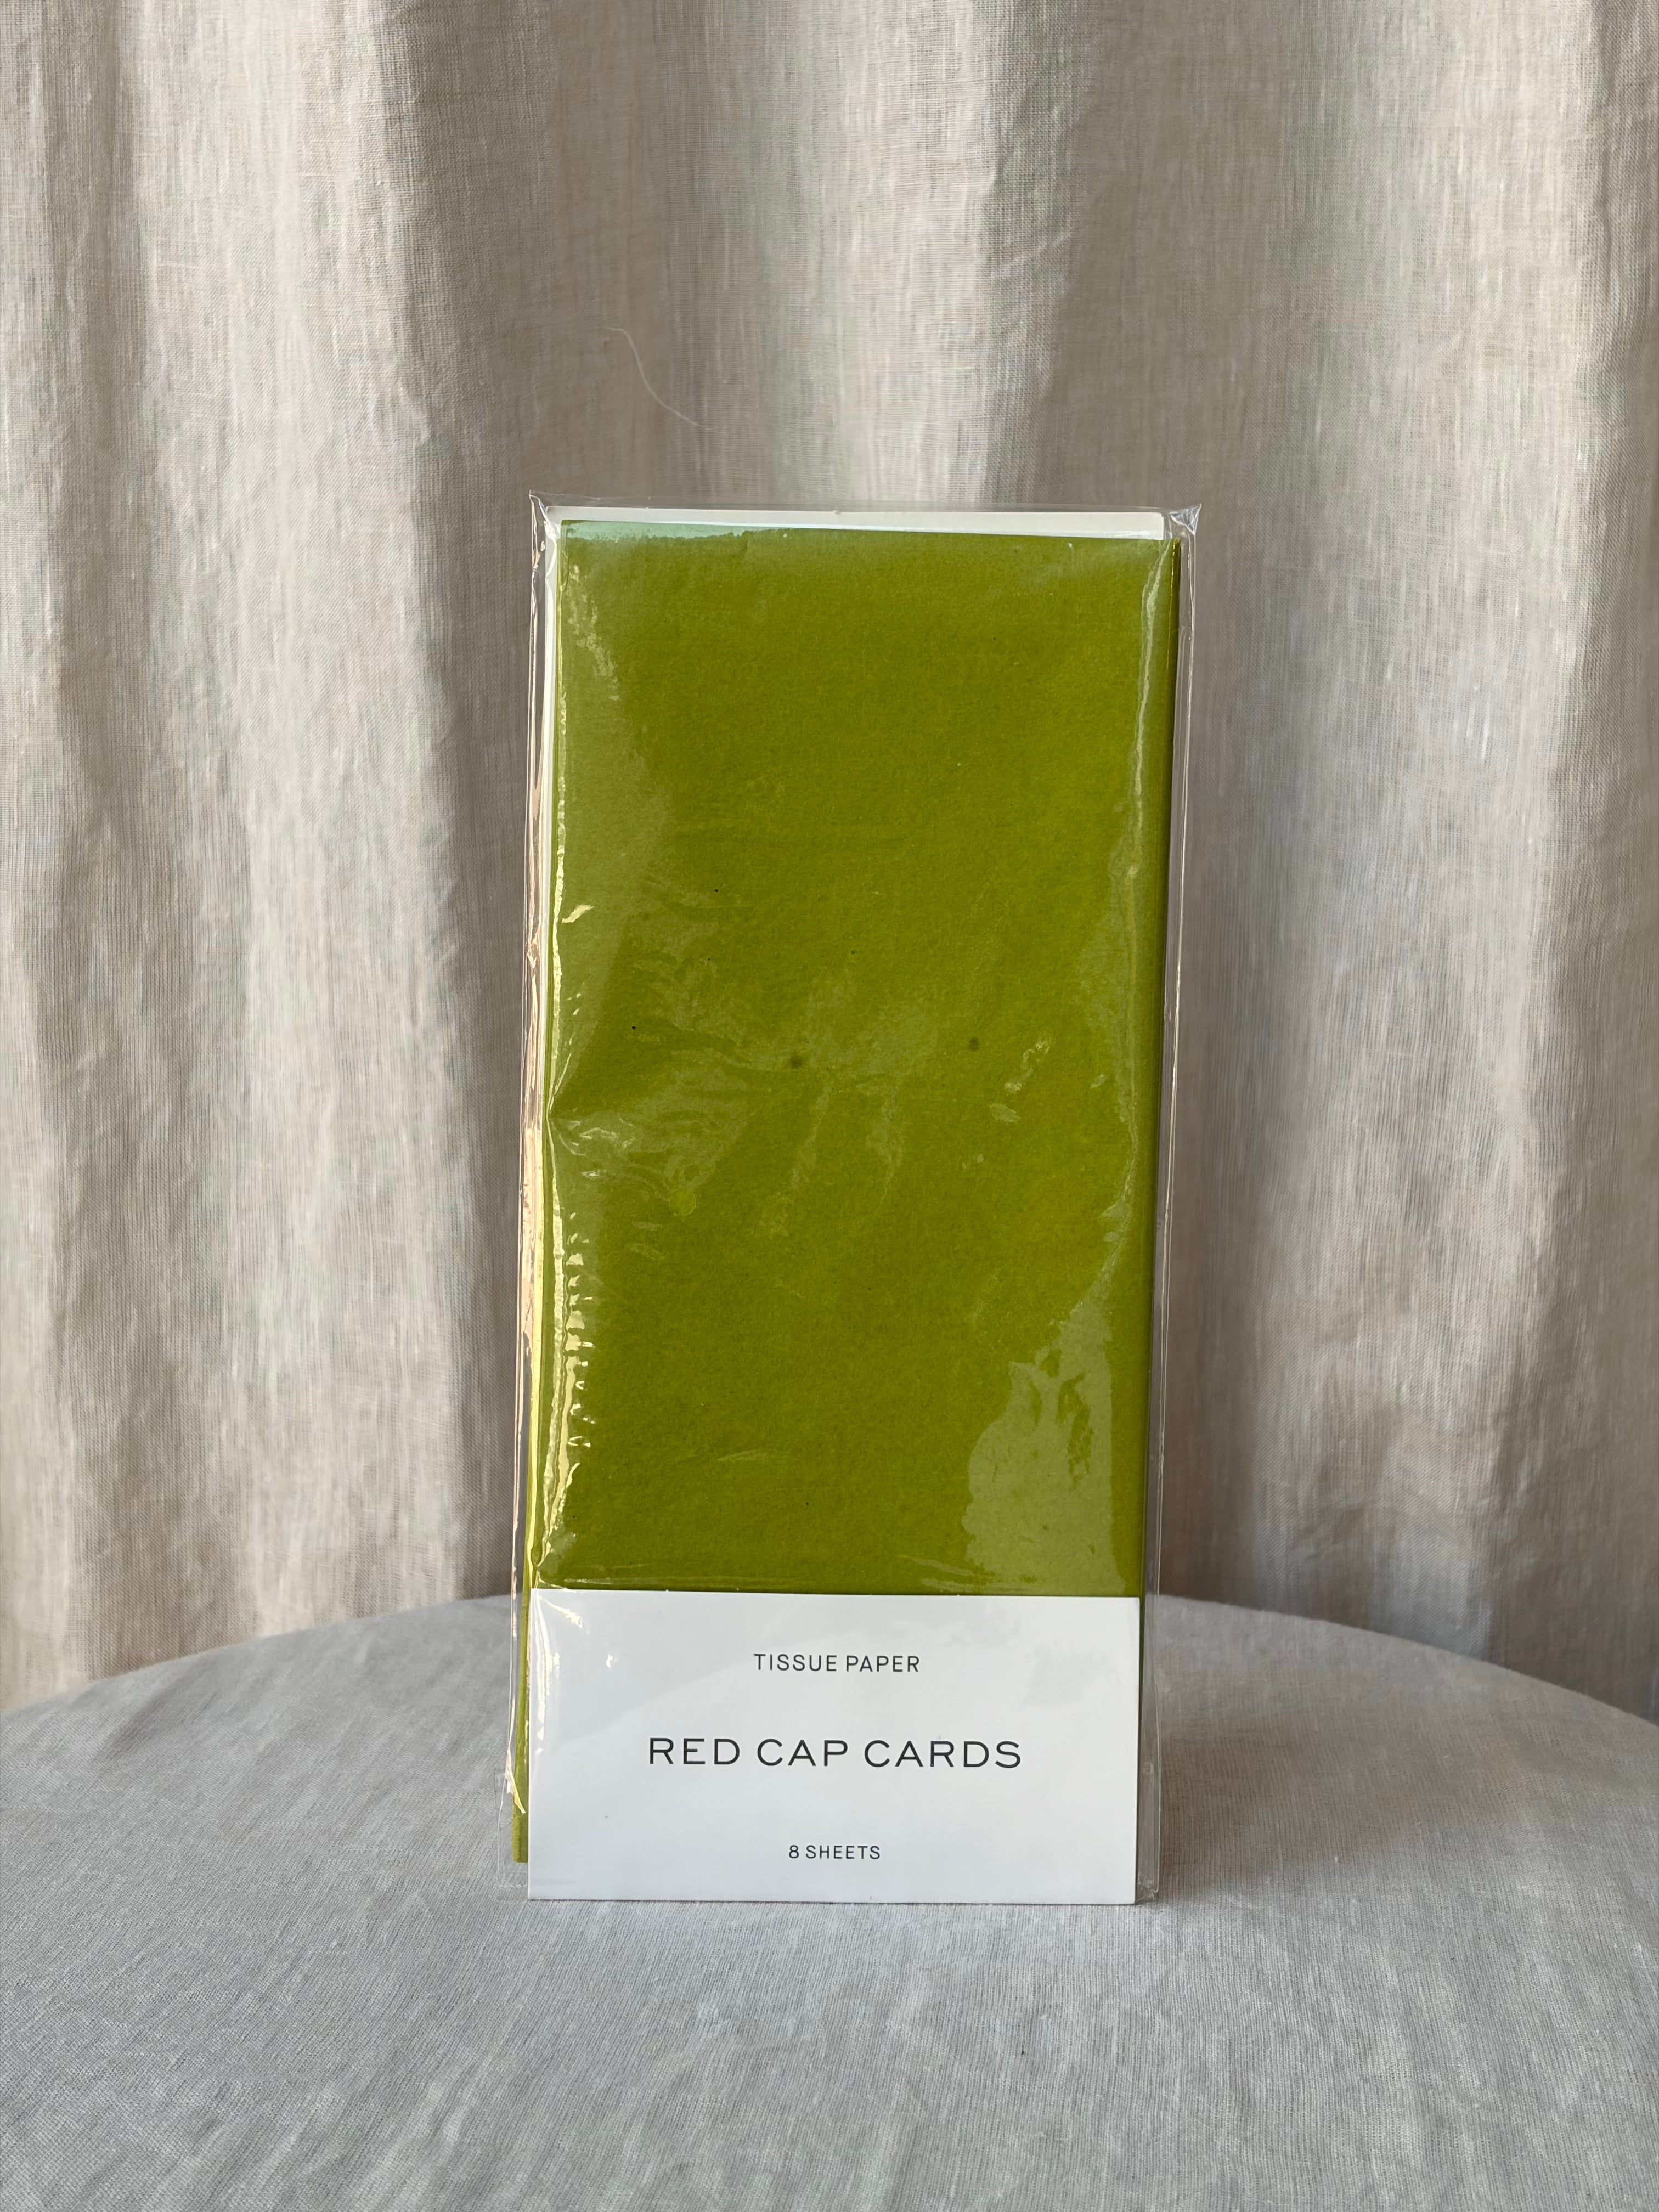 TISSUE PAPER
RED CAP CARDS
8 SHEETS